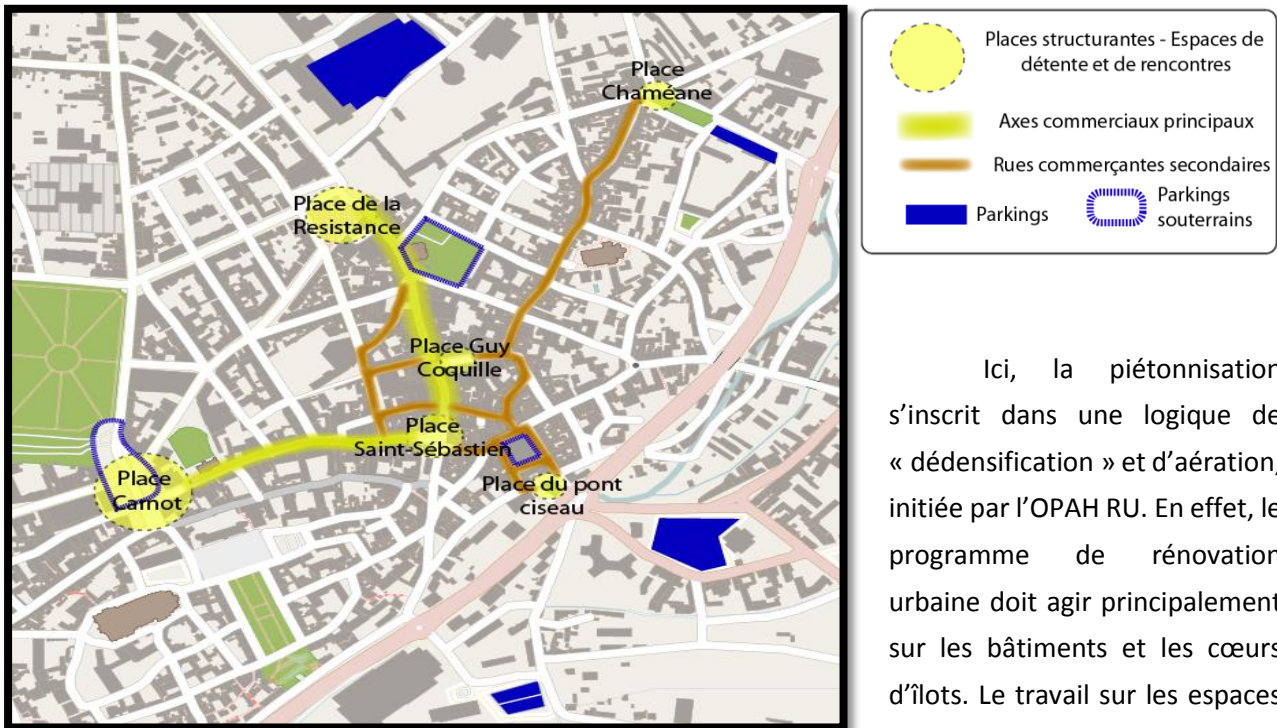 Place
Chaméane
Place de la
Resistance
Place Guy
Coquille
Place
Saint-Sébastien
Place
Carnot
Place du pont
ciseau
Places structurantes - Espaces de
détente et de rencontres
Axes commerciaux principaux
Rues commerçantes secondaires
Parkings
Parkings
souterrains
Ici, la piétonnisation
s’inscrit dans une logique de
« dédensification » et d’aération,
initiée par l’OPAH RU. En effet, le
programme de rénovation
urbaine doit agir principalement
sur les bâtiments et les cœurs
d’îlots. Le travail sur les espaces